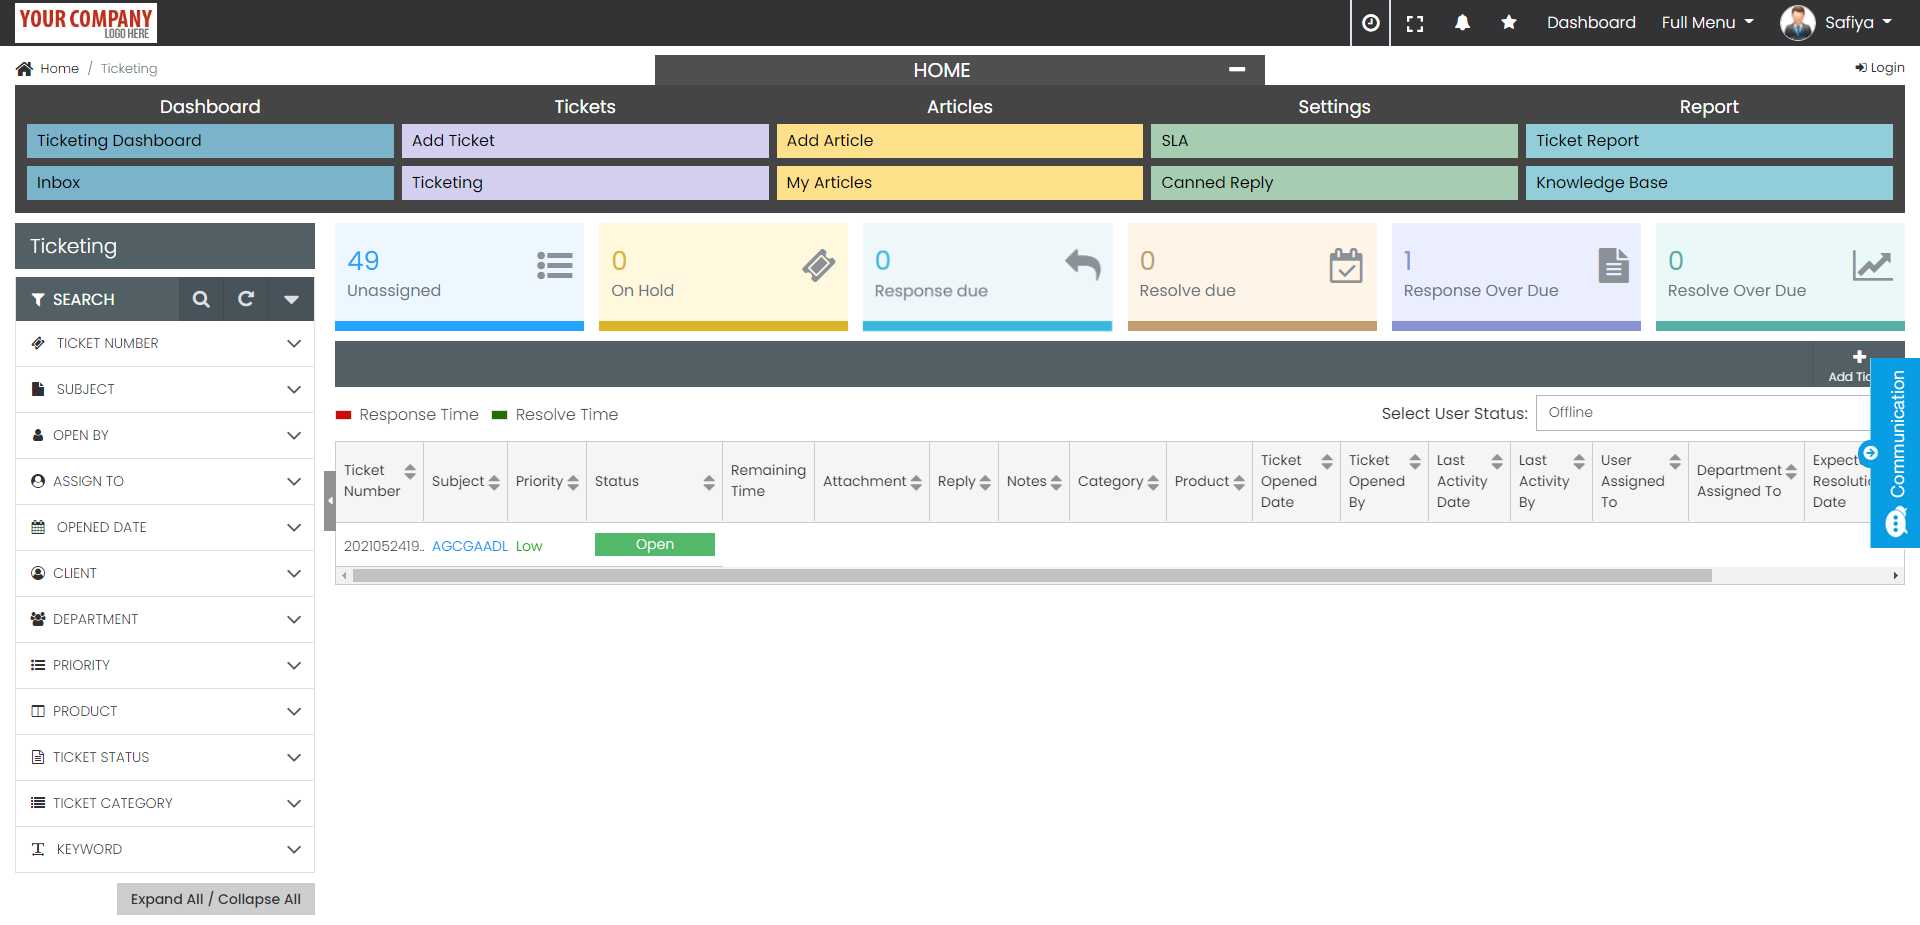 YOUR COMPANY
LOGO HERE
Dashboard
Full Menu
Safiya
Home / Ticketing
HOME
Login
Dashboard
Tickets
Articles
Settings
Report
Ticketing Dashboard
Add Ticket
Add Article
SLA
Ticket Report
Inbox
Ticketing
My Articles
Canned Reply
Knowledge Base
Ticketing
SEARCH
TICKET NUMBER
SUBJECT
OPEN BY
ASSIGN TO
OPENED DATE
CLIENT
DEPARTMENT
PRIORITY
PRODUCT
TICKET STATUS
TICKET CATEGORY
KEYWORD
Expand All / Collapse All
49
Unassigned
0
On Hold
0
Response due
0
Resolve due
1
Response Over Due
0
Resolve Over Due
Add Tic
Response Time
Resolve Time
Select User Status:
Offline
Ticket
Number
Subject
Priority
Status
Remaining
Time
Attachment
Reply
Notes
Category
Product
Ticket
Opened
Date
Ticket
Opened
By
Last
Activity
Date
Last
Activity
By
User
Assigned
To
Department
Assigned To
Expect
Resolutic
Date
2021052419..
AGCGAADL
Low
Open
Communication